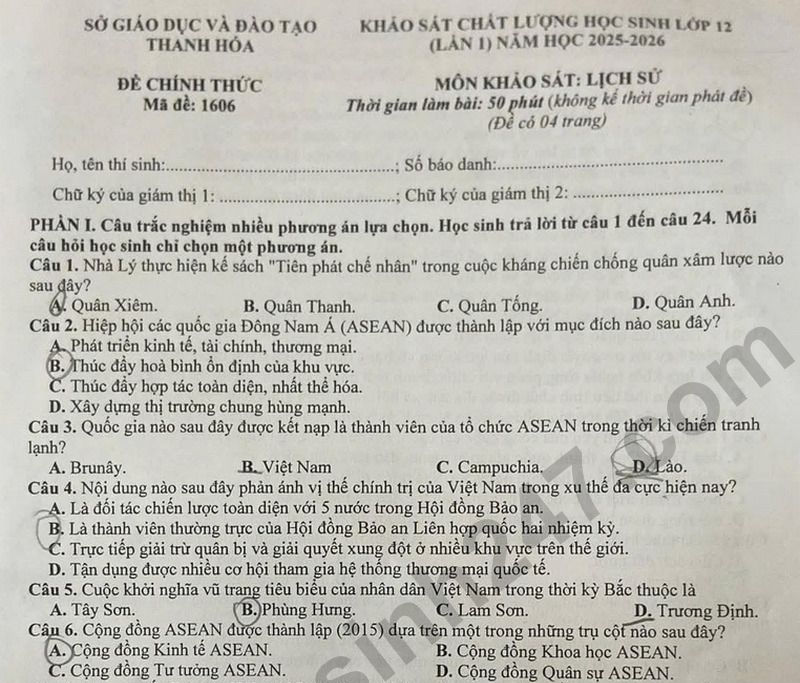 SỞ GIÁO DỤC VÀ ĐÀO TẠO
THANH HÓA
KHẢO SÁT CHẤT LƯỢNG HỌC SINH LỚP 12
(LẦN 1) NĂM HỌC 2025-2026
ĐỀ CHÍNH THỨC
Mã đề: 1606
MÔN KHẢO SÁT: LỊCH SỬ
Thời gian làm bài: 50 phút (không kể thời gian phát đề)
(Đề có 04 trang)
Họ, tên thí sinh:..............................................; Số báo danh:..............................................
Chữ ký của giám thị 1: ....................................; Chữ ký của giám thị 2: ..............................
PHẦN I. Câu trắc nghiệm nhiều phương án lựa chọn. Học sinh trả lời từ câu 1 đến câu 24. Mỗi
câu hỏi học sinh chỉ chọn một phương án.
Câu 1. Nhà Lý thực hiện kế sách "Tiên phát chế nhân" trong cuộc kháng chiến chống quân xâm lược nào
sau đây?
A. Quân Xiêm. B. Quân Thanh. C. Quân Tống. D. Quân Anh.
Câu 2. Hiệp hội các quốc gia Đông Nam Á (ASEAN) được thành lập với mục đích nào sau đây?
A. Phát triển kinh tế, tài chính, thương mại.
B. Thúc đẩy hoà bình ổn định của khu vực.
C. Thúc đẩy hợp tác toàn diện, nhất thể hóa.
D. Xây dựng thị trường chung hùng mạnh.
Câu 3. Quốc gia nào sau đây được kết nạp là thành viên của tổ chức ASEAN trong thời kì chiến tranh
lạnh?
A. Brunây. B. Việt Nam C. Campuchia. D. Lào.
Câu 4. Nội dung nào sau đây phản ánh vị thế chính trị của Việt Nam trong xu thế đa cực hiện nay?
A. Là đối tác chiến lược toàn diện với 5 nước trong Hội đồng Bảo an.
B. Là thành viên thường trực của Hội đồng Bảo an Liên hợp quốc hai nhiệm kỳ.
C. Trực tiếp giải trừ quân bị và giải quyết xung đột ở nhiều khu vực trên thế giới.
D. Tận dụng được nhiều cơ hội tham gia hệ thống thương mại quốc tế.
Câu 5. Cuộc khởi nghĩa vũ trang tiêu biểu của nhân dân Việt Nam trong thời kỳ Bắc thuộc là
A. Tây Sơn. B. Phùng Hưng. C. Lam Sơn. D. Trương Định.
Câu 6. Cộng đồng ASEAN được thành lập (2015) dựa trên một trong những trụ cột nào sau đây?
A. Cộng đồng Kinh tế ASEAN. B. Cộng đồng Khoa học ASEAN.
C. Cộng đồng Tư tưởng ASEAN. D. Cộng đồng Quân sự ASEAN.
sinh247.com